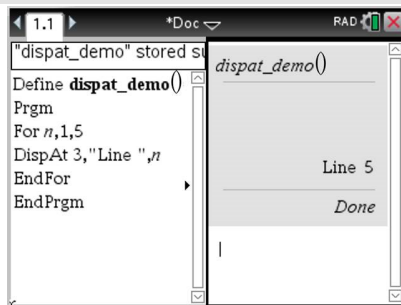 1.1 *Doc RAD
"dispat_demo" stored su
Define dispat_demo()
Prgm
For n,1,5
DispAt 3,"Line ",n
EndFor
EndPrgm
dispat_demo()
Line 5
Done